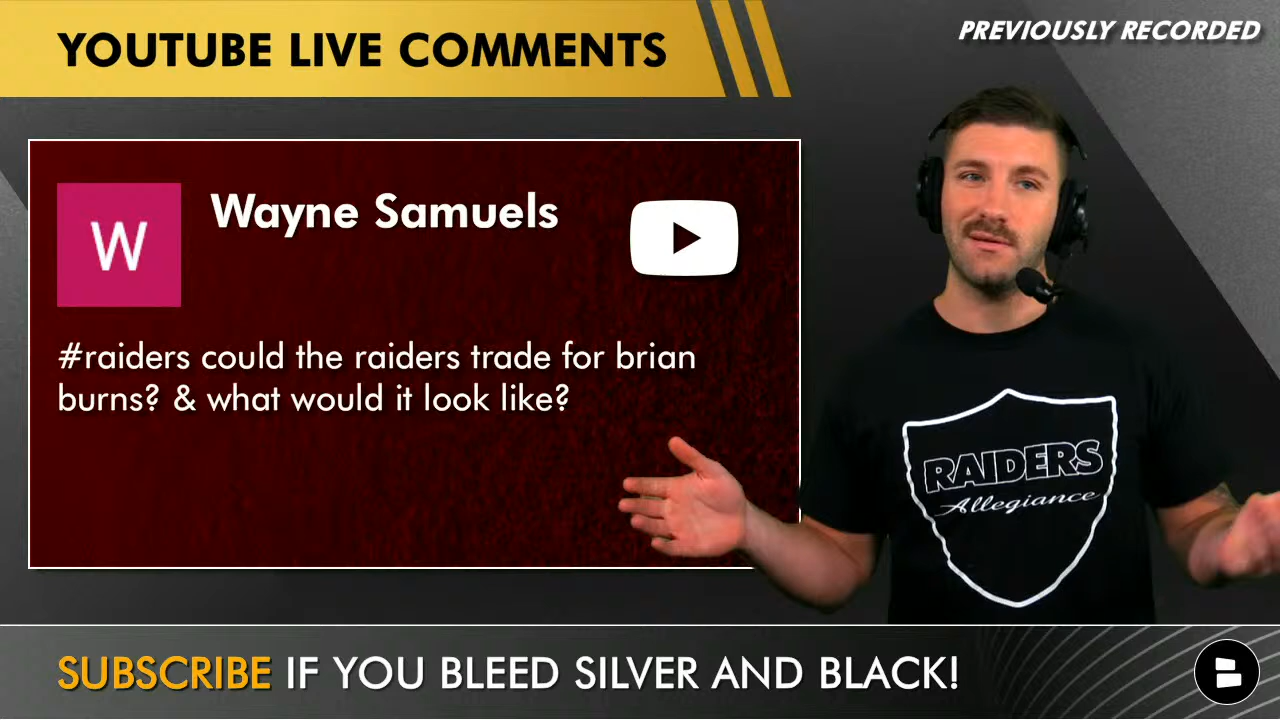 YOUTUBE LIVE COMMENTS
PREVIOUSLY RECORDED
W
Wayne Samuels
#raiders could the raiders trade for brian
burns? & what would it look like?
RAIDERS
Allegiance
SUBSCRIBE IF YOU BLEED SILVER AND BLACK!